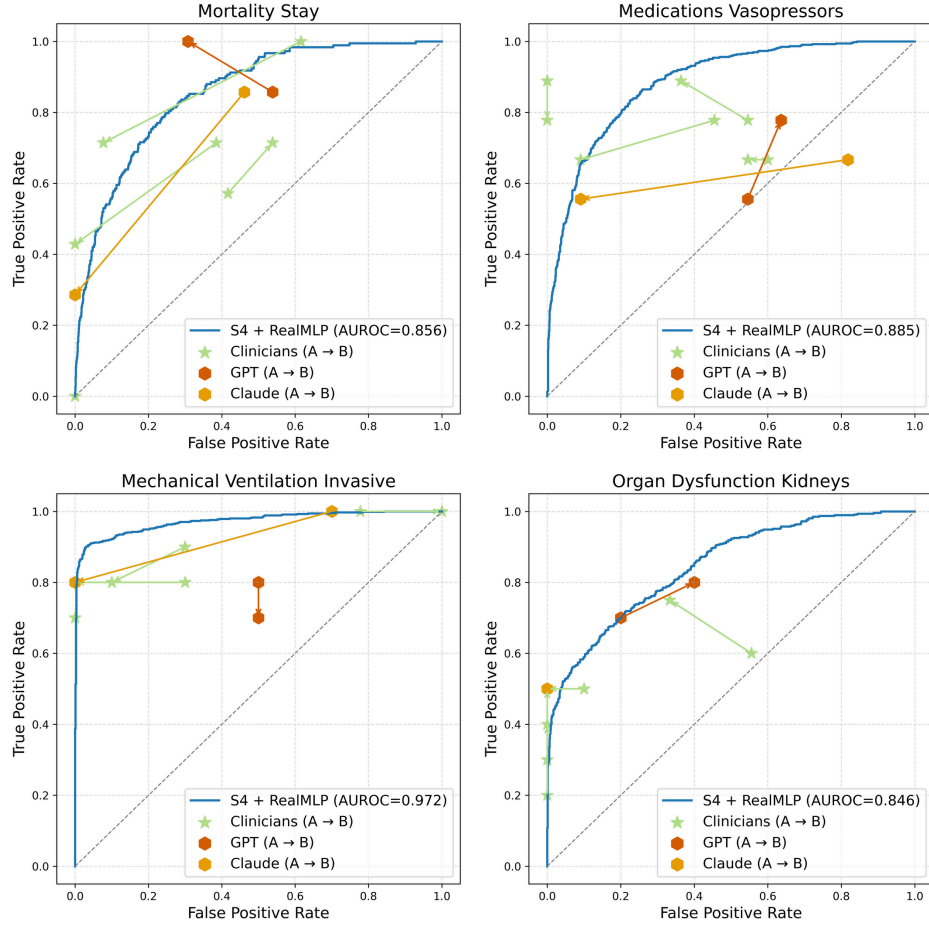 Mortality Stay
1.0
0.8
0.6
0.4
0.2
0.0
True Positive Rate
S4 + RealMLP (AUROC=0.856)
Clinicians (A → B)
GPT (A → B)
Claude (A → B)
0.0 0.2 0.4 0.6 0.8 1.0
False Positive Rate
Medications Vasopressors
1.0
0.8
0.6
0.4
0.2
0.0
True Positive Rate
S4 + RealMLP (AUROC=0.885)
Clinicians (A → B)
GPT (A → B)
Claude (A → B)
0.0 0.2 0.4 0.6 0.8 1.0
False Positive Rate
Mechanical Ventilation Invasive
1.0
0.8
0.6
0.4
0.2
0.0
True Positive Rate
S4 + RealMLP (AUROC=0.972)
Clinicians (A → B)
GPT (A → B)
Claude (A → B)
0.0 0.2 0.4 0.6 0.8 1.0
False Positive Rate
Organ Dysfunction Kidneys
1.0
0.8
0.6
0.4
0.2
0.0
True Positive Rate
S4 + RealMLP (AUROC=0.846)
Clinicians (A → B)
GPT (A → B)
Claude (A → B)
0.0 0.2 0.4 0.6 0.8 1.0
False Positive Rate